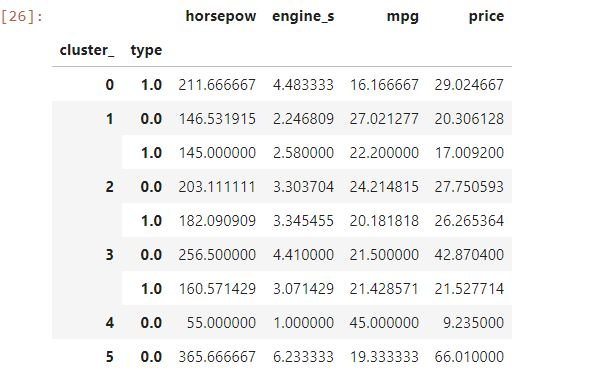 [26]:
horsepow engine_s mpg price
cluster_ type
0 1.0 211.666667 4.483333 16.166667 29.024667
1 0.0 146.531915 2.246809 27.021277 20.306128
1.0 145.000000 2.580000 22.200000 17.009200
2 0.0 203.111111 3.303704 24.214815 27.750593
1.0 182.090909 3.345455 20.181818 26.265364
3 0.0 256.500000 4.410000 21.500000 42.870400
1.0 160.571429 3.071429 21.428571 21.527714
4 0.0 55.000000 1.000000 45.000000 9.235000
5 0.0 365.666667 6.233333 19.333333 66.010000